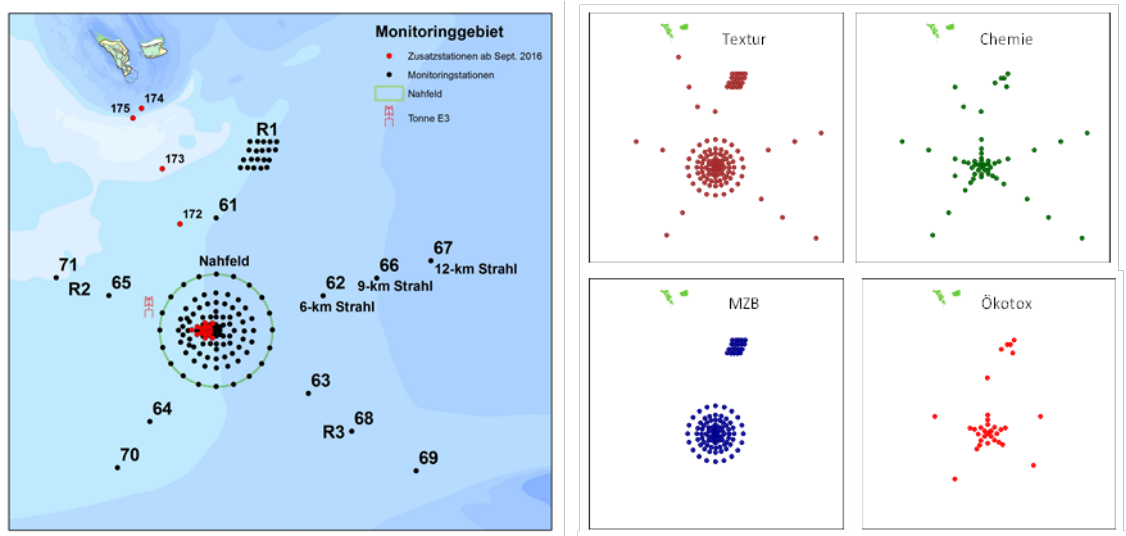 Monitoringgebiet
Zusatzstationen ab Sept. 2016
Monitoringstationen
Nahfeld
Tonne E3
174
175
173
R1
172
61
67
12-km Strahl
71
R2
65
Nahfeld
62
6-km Strahl
66
9-km Strahl
63
64
68
R3
70
69
Textur
Chemie
MZB
Ökotox